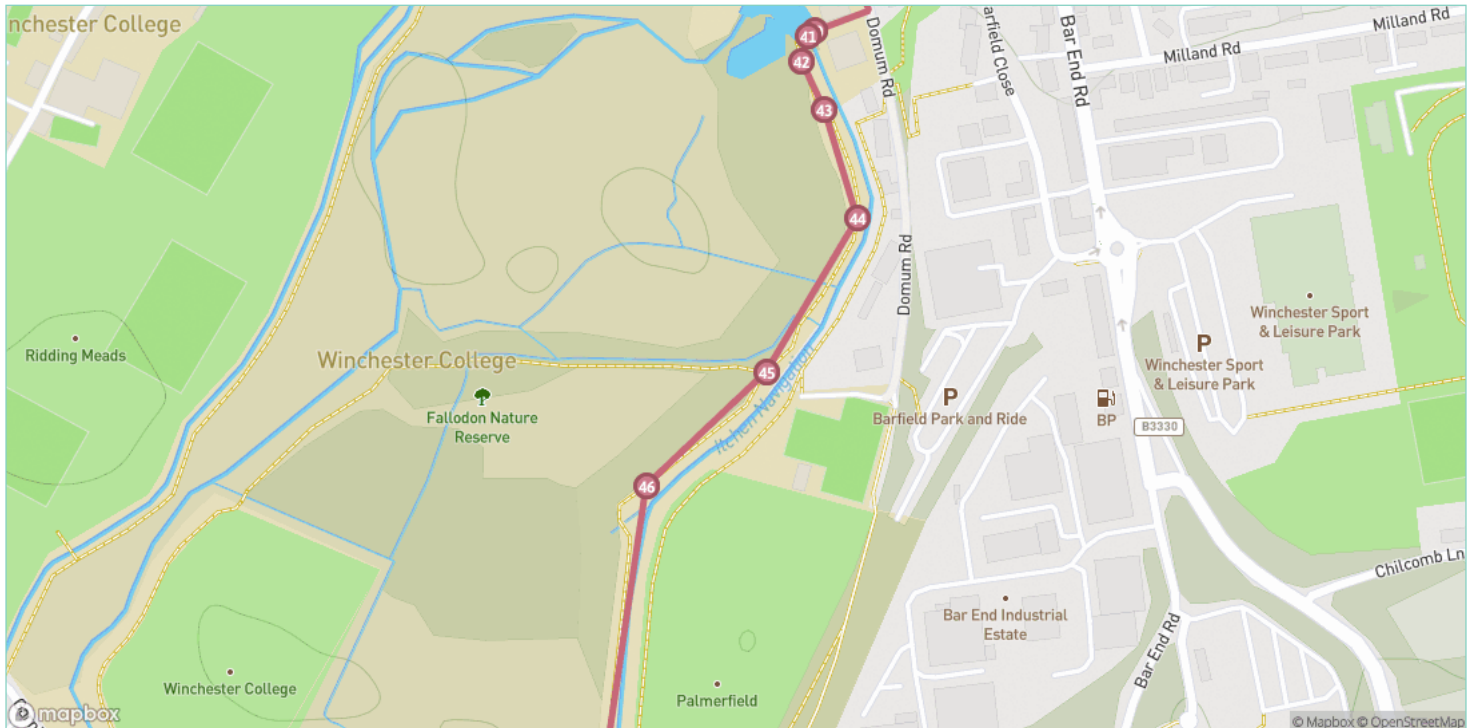 nchester College
41
42
43
44
45
46
Domum Rd
arfield Close
Bar End Rd
Milland Rd
Milland Rd
Domum Rd
Ridding Meads
Winchester College
Fallodon Nature
Reserve
Itchen Navigation
P
Barfield Park and Ride
BP
B3330
P
Winchester Sport
& Leisure Park
Winchester Sport
& Leisure Park
Chilcomb Ln
Bar End Industrial
Estate
Bar End Rd
Winchester College
Palmerfield
mapbox
© Mapbox © OpenStreetMap